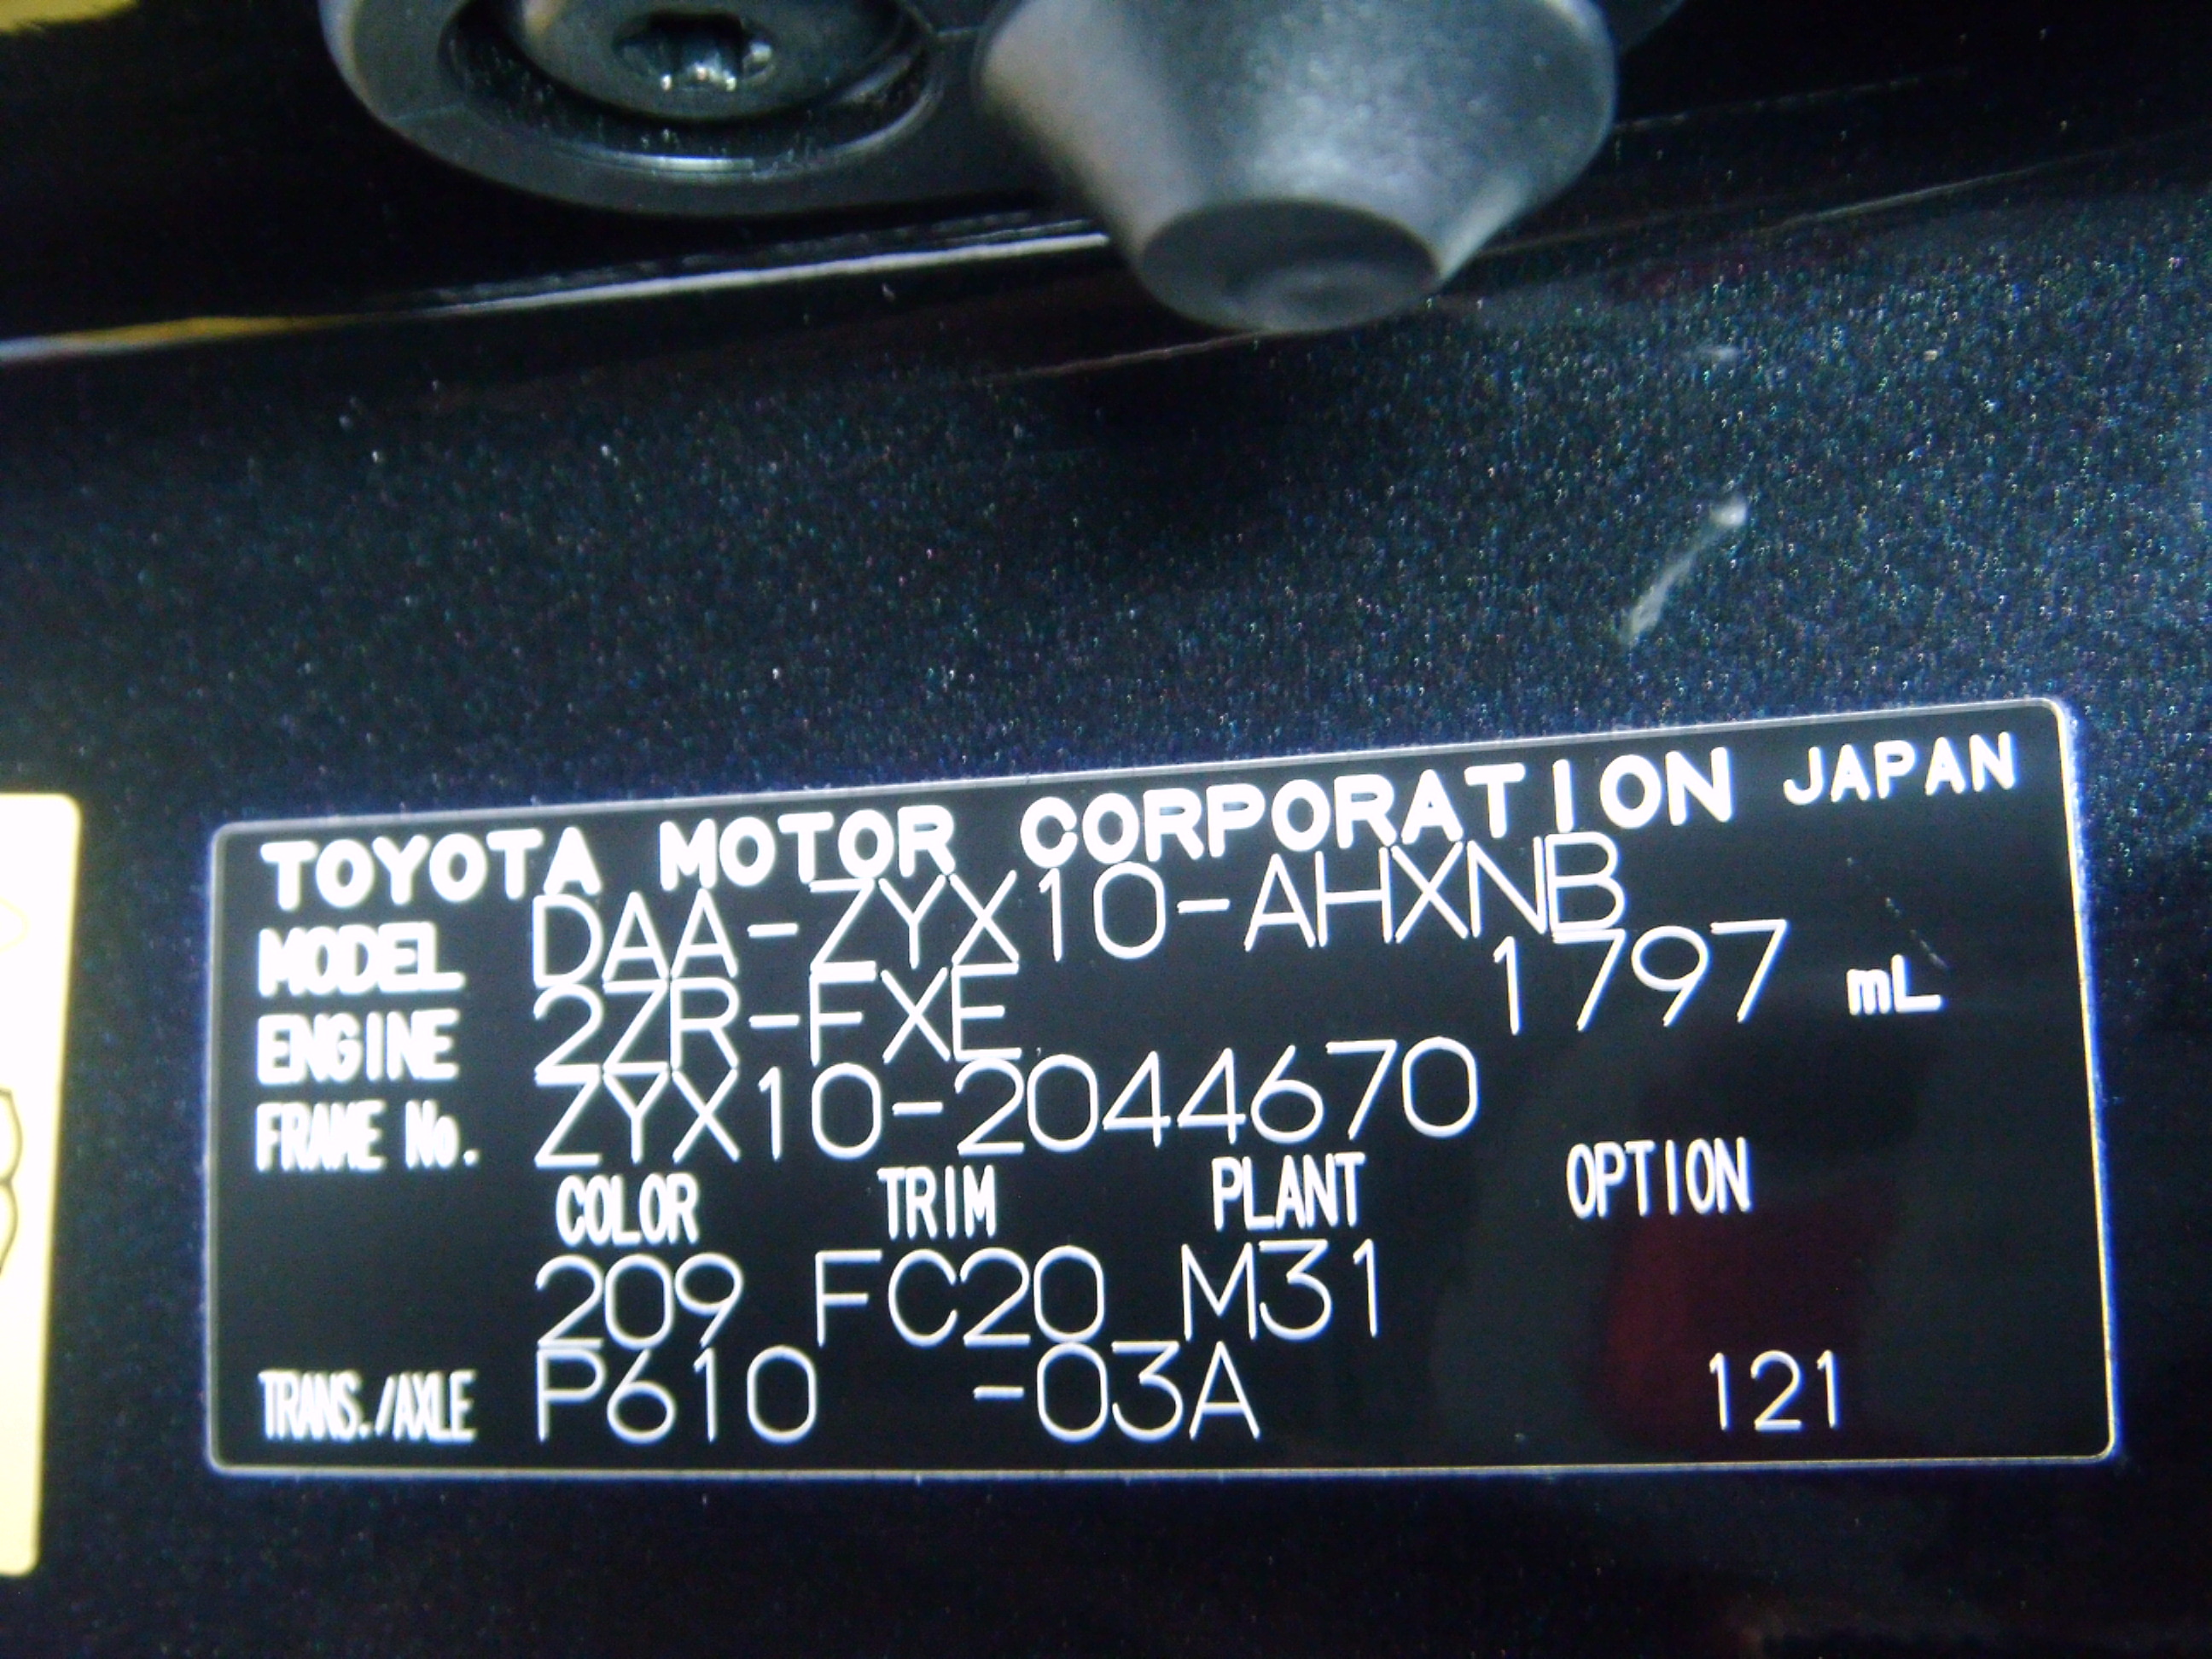 TOYOTA MOTOR CORPORATION JAPAN
MODEL DAA-ZYX10-AHXNB
ENGINE 2ZR-FXE 1797 mL
FRAME No. ZYX10-2044670
COLOR TRIM PLANT OPTION
209 FC20 M31
TRANS./AXLE P610 -03A 121